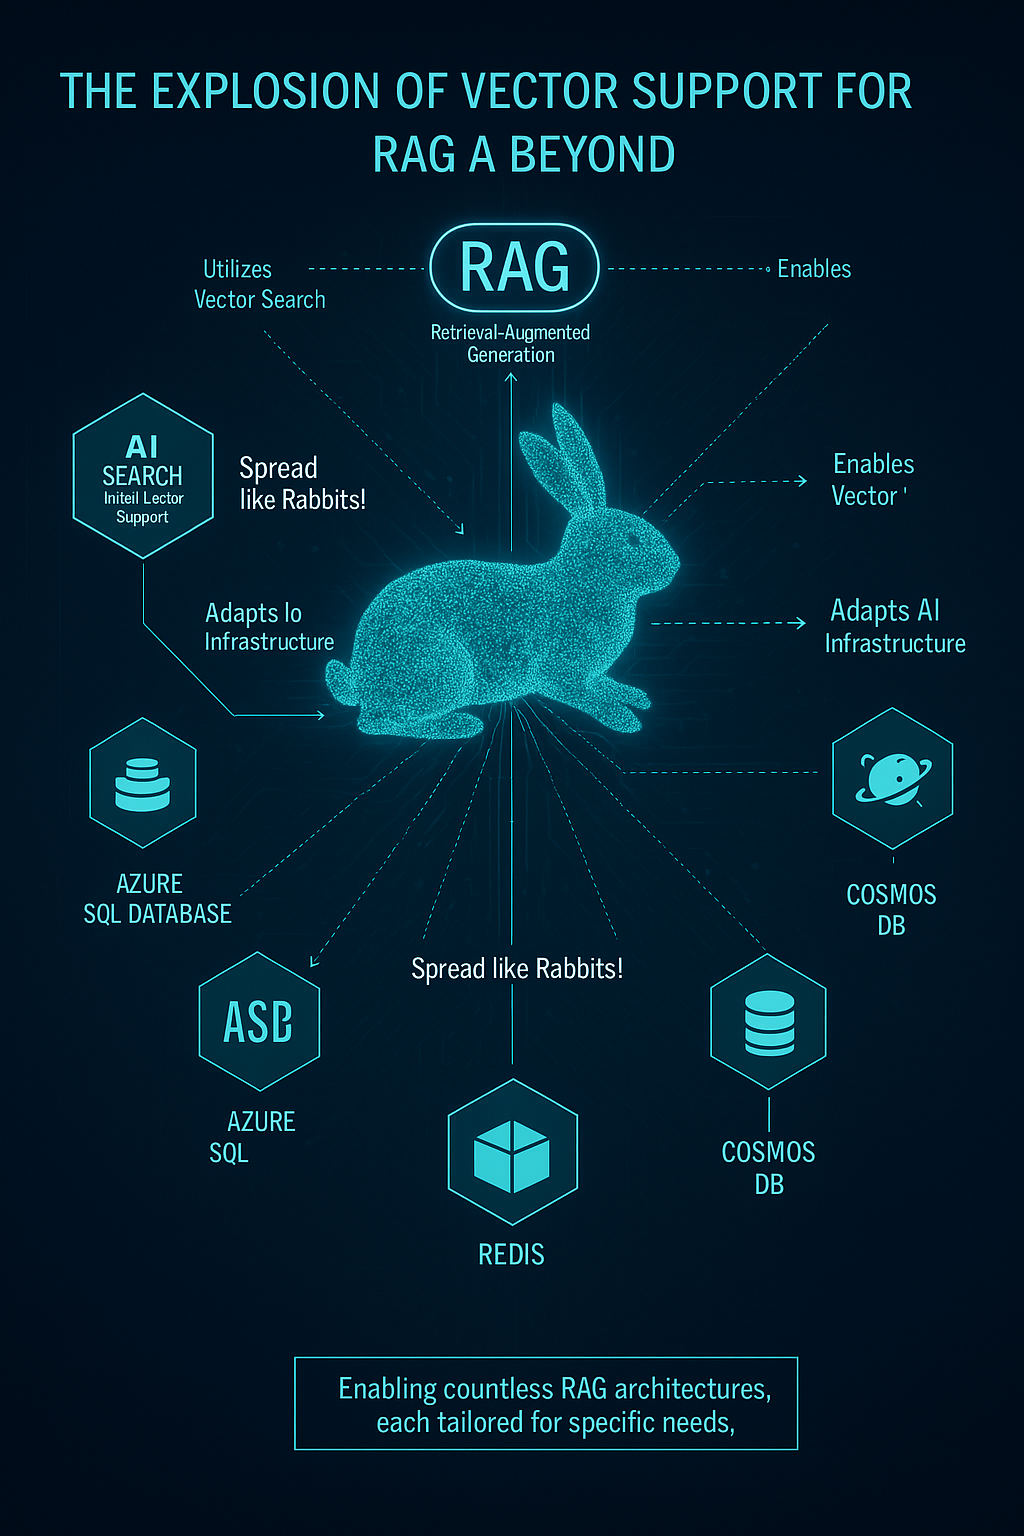 THE EXPLOSION OF VECTOR SUPPORT FOR
RAG A BEYOND
RAG
Retrieval-Augmented
Generation
Utilizes
Vector Search
Enables
AI
SEARCH
Initeil Lector
Support
Spread
like Rabbits!
Enables
Vector '
Adapts lo
Infrastructure
Adapts AI
Infrastructure
AZURE
SQL DATABASE
COSMOS
DB
Spread like Rabbits!
ASB
AZURE
SQL
COSMOS
DB
REDIS
Enabling countless RAG architectures,
each tailored for specific needs,